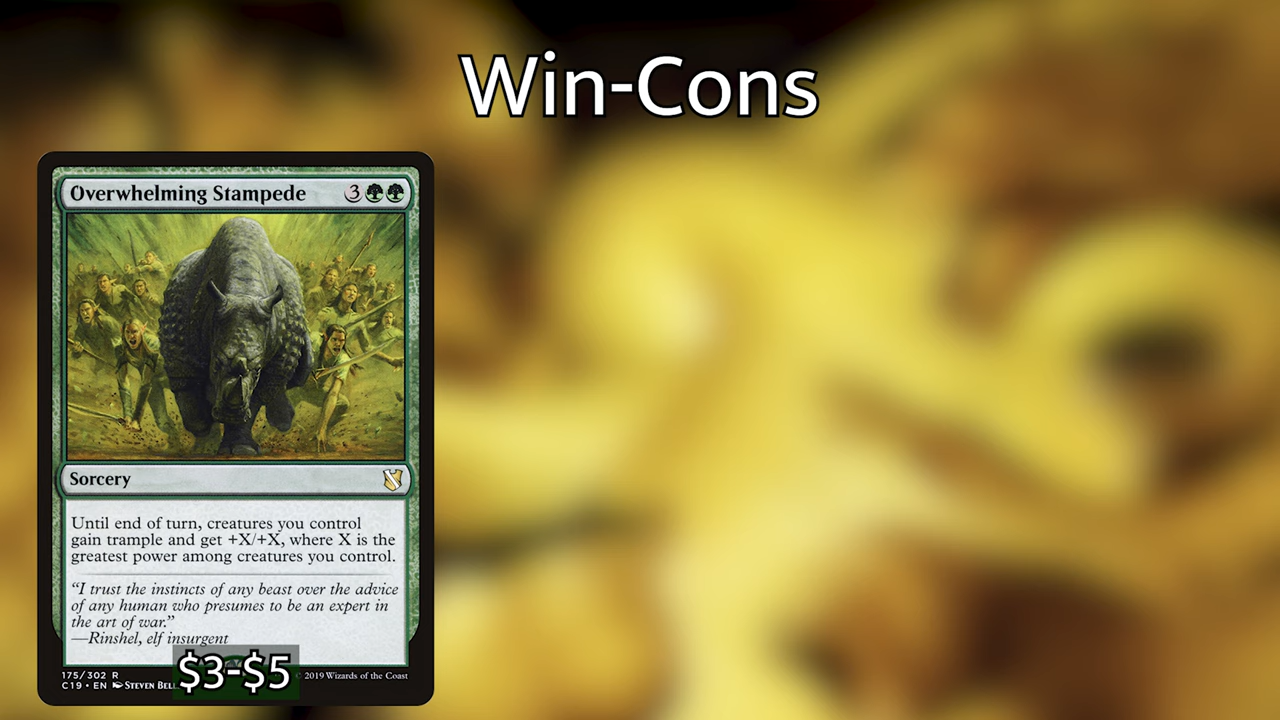 Win-Cons
Overwhelming Stampede 3
Sorcery
Until end of turn, creatures you control
gain trample and get +X/+X, where X is the
greatest power among creatures you control.
“I trust the instincts of any beast over the advice
of any human who presumes to be an expert in
the art of war.”
—Rinshel, elf insurgent
$3-$5
175/302 R
C19 • EN Steven
2019 Wizards of the Coast